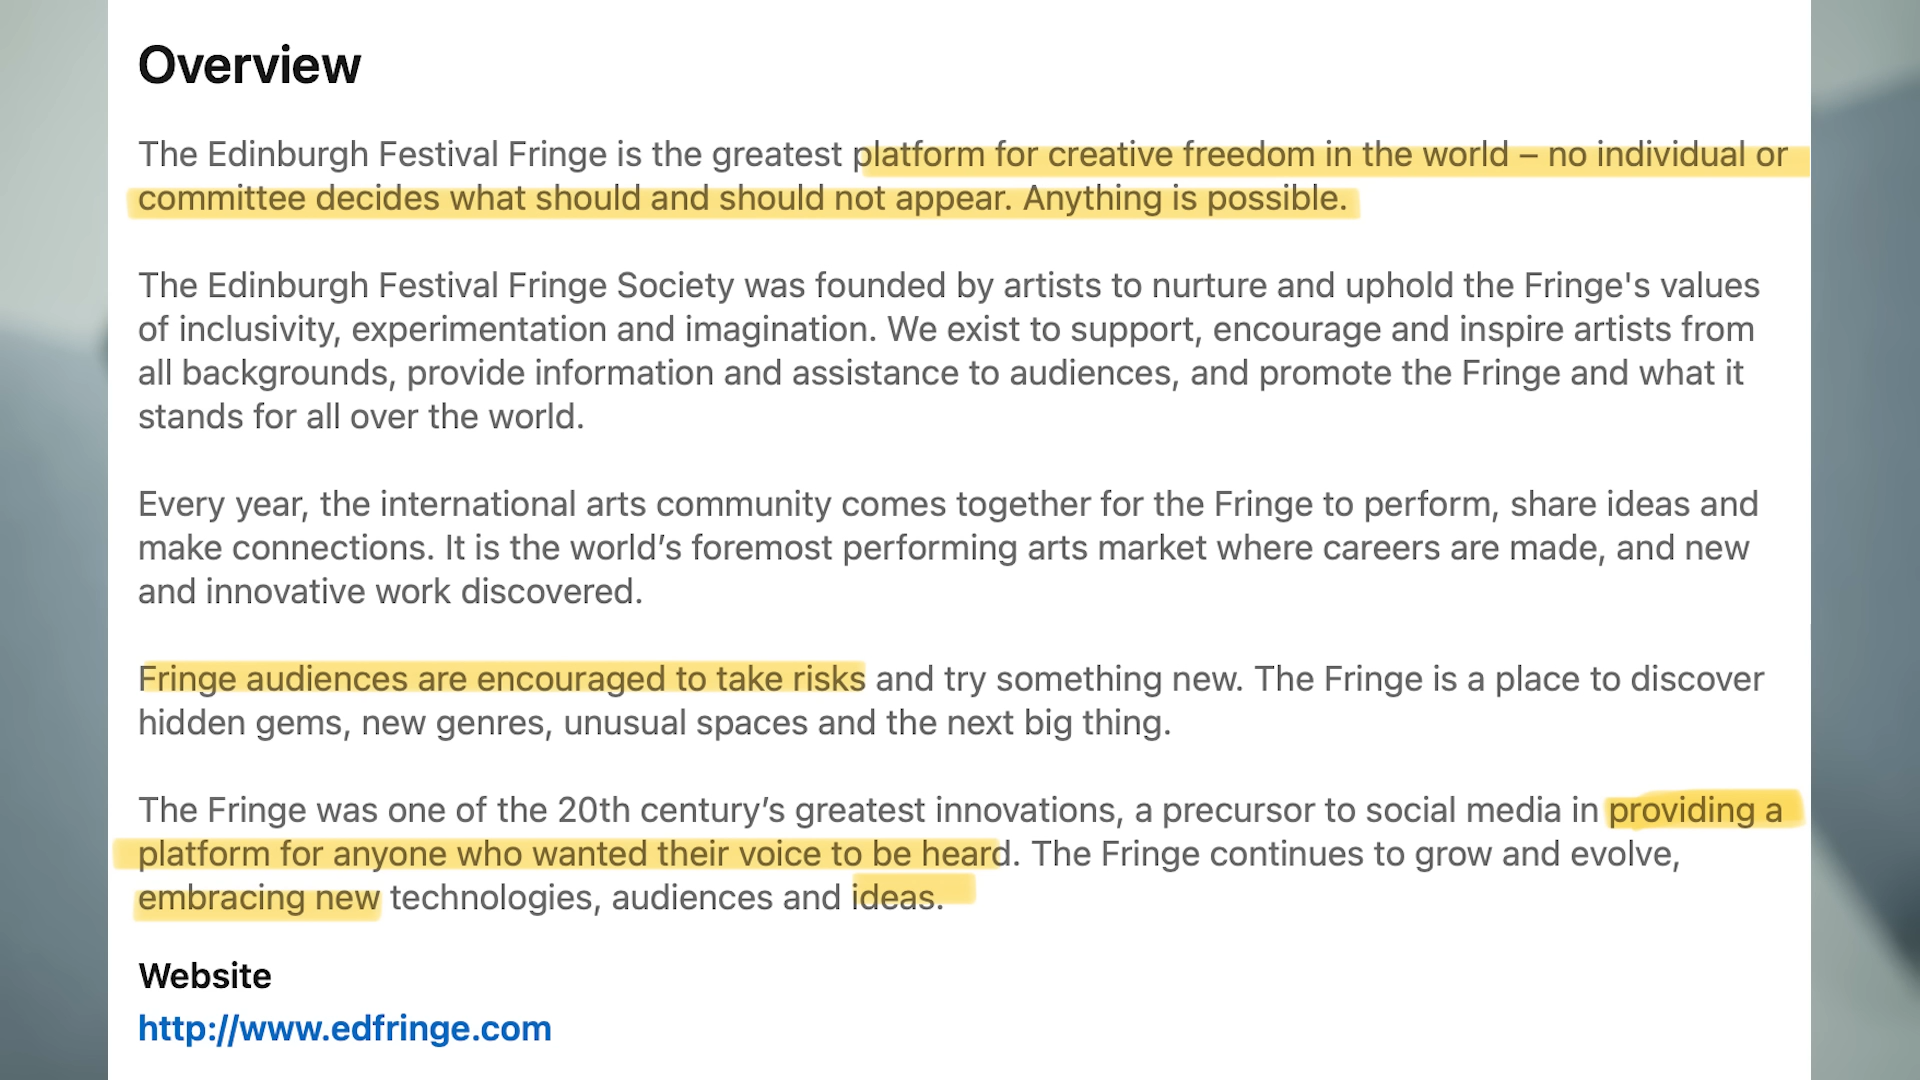 Overview
The Edinburgh Festival Fringe is the greatest platform for creative freedom in the world – no individual or
committee decides what should and should not appear. Anything is possible.
The Edinburgh Festival Fringe Society was founded by artists to nurture and uphold the Fringe's values
of inclusivity, experimentation and imagination. We exist to support, encourage and inspire artists from
all backgrounds, provide information and assistance to audiences, and promote the Fringe and what it
stands for all over the world.
Every year, the international arts community comes together for the Fringe to perform, share ideas and
make connections. It is the world’s foremost performing arts market where careers are made, and new
and innovative work discovered.
Fringe audiences are encouraged to take risks and try something new. The Fringe is a place to discover
hidden gems, new genres, unusual spaces and the next big thing.
The Fringe was one of the 20th century’s greatest innovations, a precursor to social media in providing a
platform for anyone who wanted their voice to be heard. The Fringe continues to grow and evolve,
embracing new technologies, audiences and ideas.
Website
http://www.edfringe.com